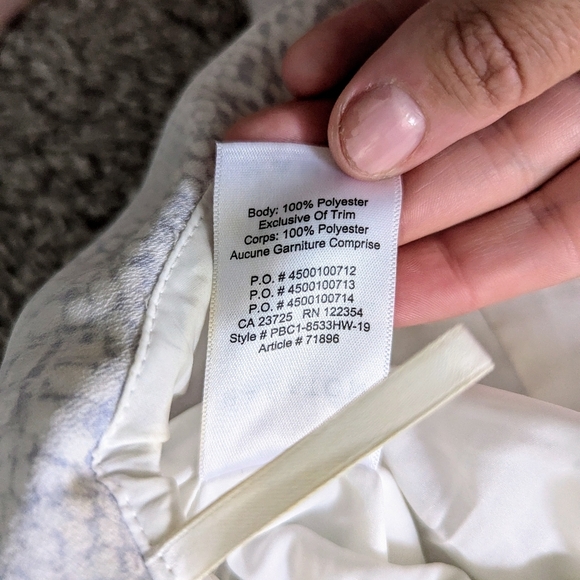 Body: 100% Polyester
Exclusive Of Trim
Corps: 100% Polyester
Aucune Garniture Comprise
P.O. # 4500100712
P.O. # 4500100713
P.O. # 4500100714
CA 23725 RN 122354
Style # PBC1-8533HW-19
Article # 71896